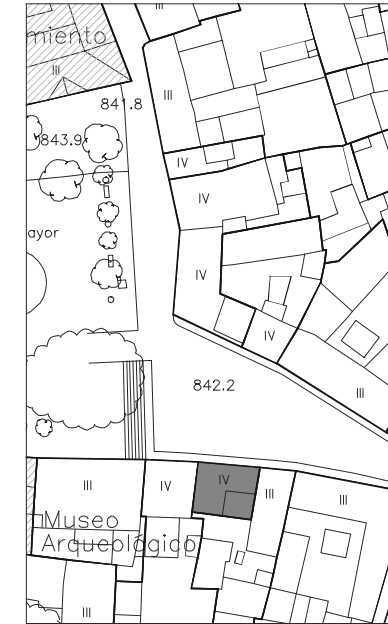 III
miento
III
841.8
III
843.9
IV
IV
ayor
IV
IV
842.2
III
III
IV
IV
III
III
Museo
Arqueológico
III